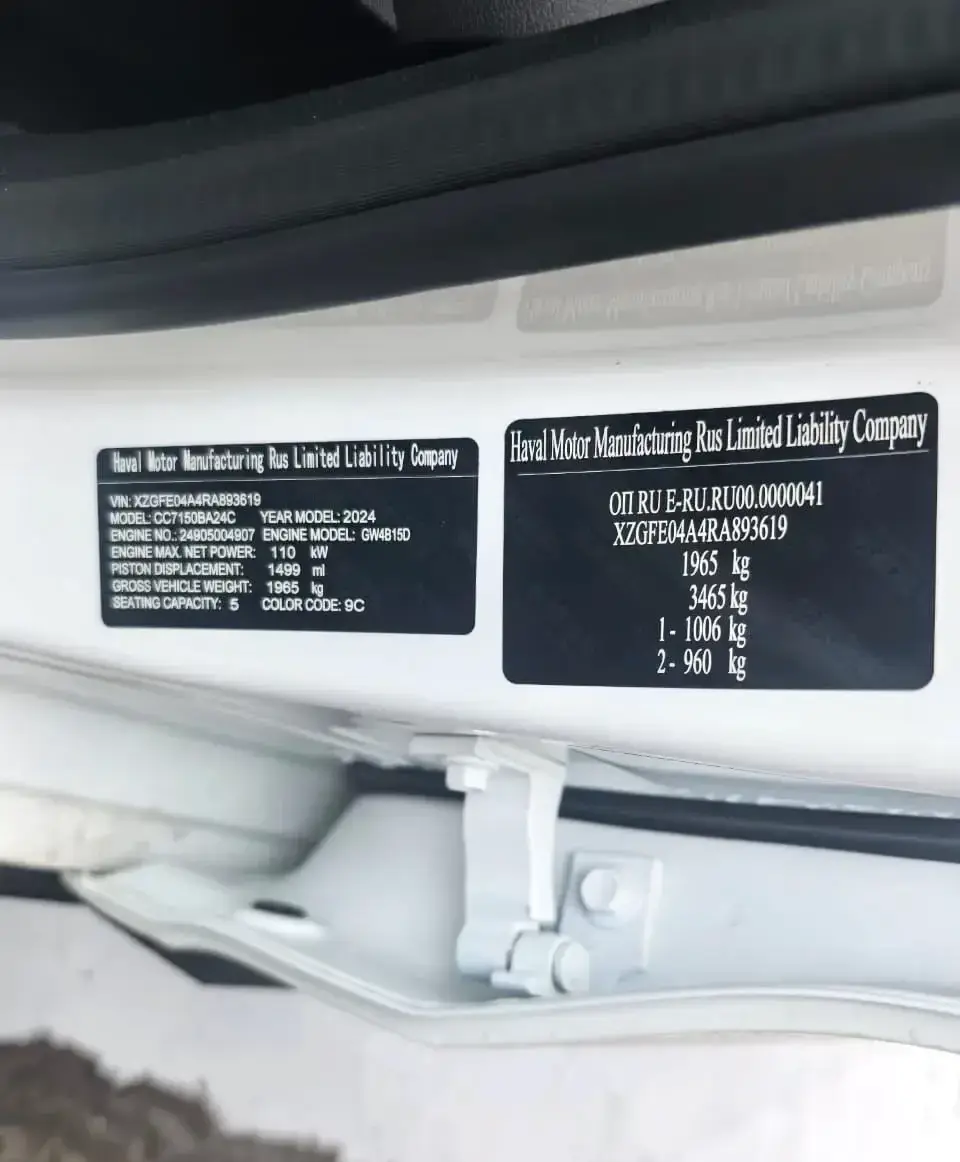 Haval Motor Manufacturing Rus Limited Liability Company
VIN: XZGFE04A4RA893619
MODEL: CC7150BA24C YEAR MODEL: 2024
ENGINE NO.: 24905004907 ENGINE MODEL: GW4815D
ENGINE MAX. NET POWER: 110 kW
PISTON DISPLACEMENT: 1499 ml
GROSS VEHICLE WEIGHT: 1965 kg
SEATING CAPACITY: 5 COLOR CODE: 9C
Haval Motor Manufacturing Rus Limited Liability Company
ОП RU E-RU.RU00.0000041
XZGFE04A4RA893619
1965 kg
3465 kg
1- 1006 kg
2- 960 kg